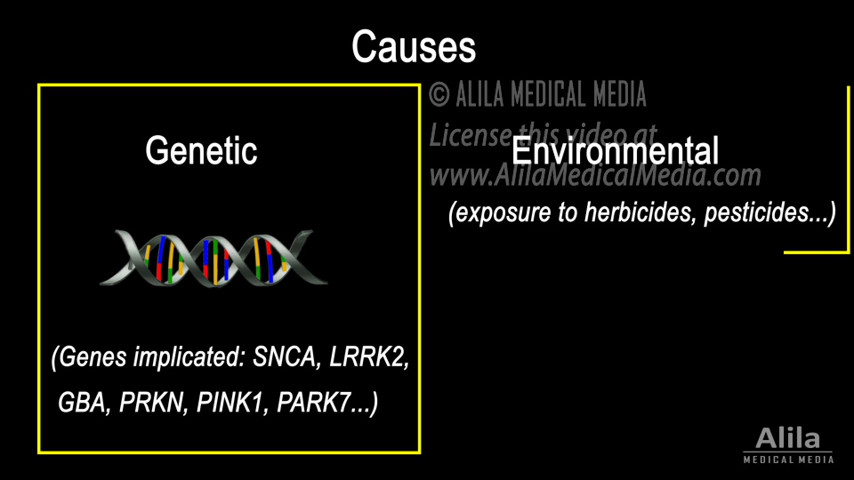 Causes
Genetic
(Genes implicated: SNCA, LRRK2,
GBA, PRKN, PINK1, PARK7...)
© ALILA MEDICAL MEDIA
License this video at
www.AlilaMedicalMedia.com
Environmental
(exposure to herbicides, pesticides...)
Alila
MEDICAL MEDIA